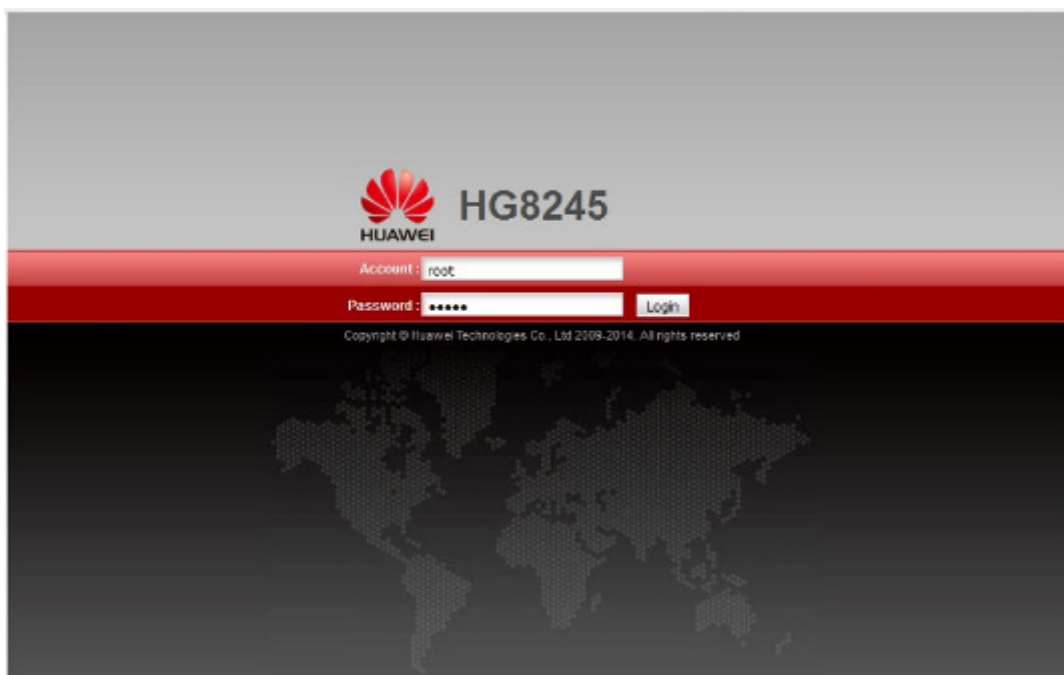 HUAWEI
HG8245
Account : root
Password : •••••
Login
Copyright © Huawei Technologies Co., Ltd 2009-2014. All rights reserved